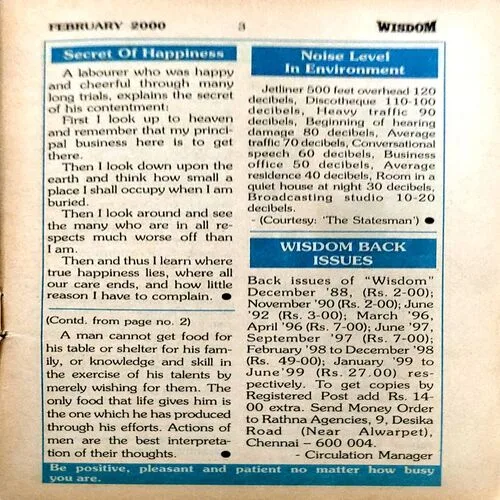 FEBRUARY 2000 3 WISDOM
Secret Of Happiness
A labourer who was happy
and cheerful through many
long trials, explains the secret
of his contentment:
First I look up to heaven
and remember that my princi-
pal business here is to get
there.
Then I look down upon the
earth and think how small a
place I shall occupy when I am
buried.
Then I look around and see
the many who are in all re-
spects much worse off than
I am.
Then and thus I learn where
true happiness lies, where all
our care ends, and how little
reason I have to complain. ●
(Contd. from page no. 2)
A man cannot get food for
his table or shelter for his fam-
ily, or knowledge and skill in
the exercise of his talents by
merely wishing for them. The
only food that life gives him is
the one which he has produced
through his efforts. Actions of
men are the best interpreta-
tion of their thoughts. ●
Noise Level
In Environment
Jetliner 500 feet overhead 120
decibels, Discotheque 110-100
decibels, Heavy traffic 90
decibels, Beginning of hearing
damage 80 decibels, Average
traffic 70 decibels, Conversational
speech 60 decibels, Business
office 50 decibels, Average
residence 40 decibels, Room in a
quiet house at night 30 decibels,
Broadcasting studio 10-20
decibels.
- (Courtesy: 'The Statesman') ●
WISDOM BACK
ISSUES
Back issues of "Wisdom"
December '88, (Rs. 2-00);
November '90 (Rs. 2-00); June
'92 (Rs. 3-00); March '96,
April '96 (Rs. 7-00); June '97,
September '97 (Rs. 7-00);
February '98 to December '98
(Rs. 49-00); January '99 to
June '99 (Rs. 27.00) res-
pectively. To get copies by
Registered Post add Rs. 14-
00 extra. Send Money Order
to Rathna Agencies, 9, Desika
Road (Near Alwarpet),
Chennai – 600 004.
- Circulation Manager
Be positive, pleasant and patient no matter how busy
you are.